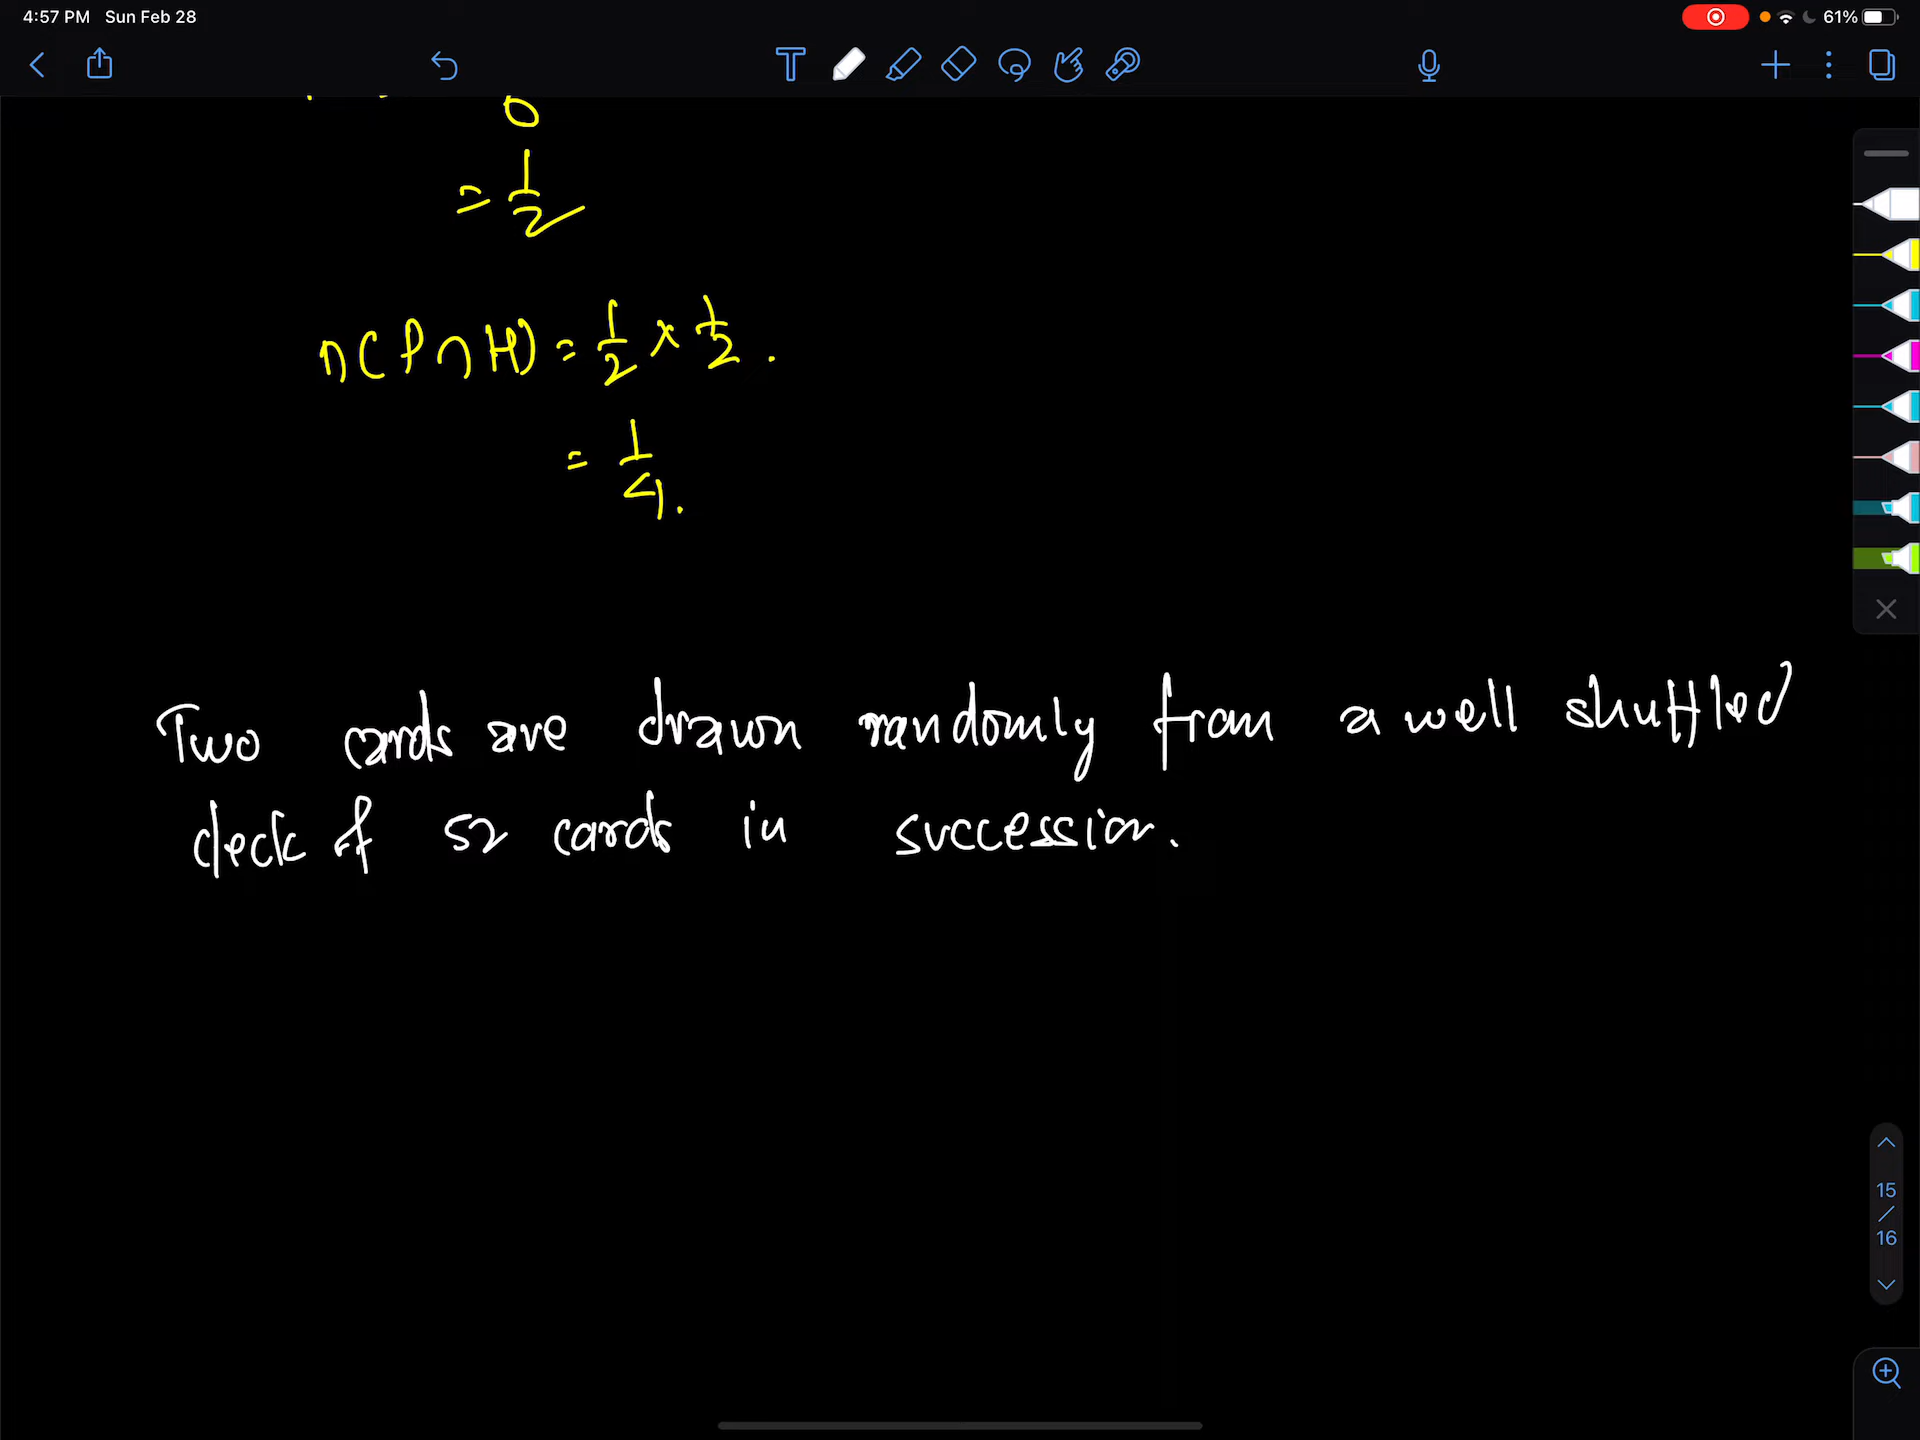 4:57 PM Sun Feb 28
61%
= 1/2
n(P∩H) = 1/2 × 1/2.
= 1/4.
Two cards are drawn randomly from a well shuffled
deck of 52 cards in succession.
15
/
16